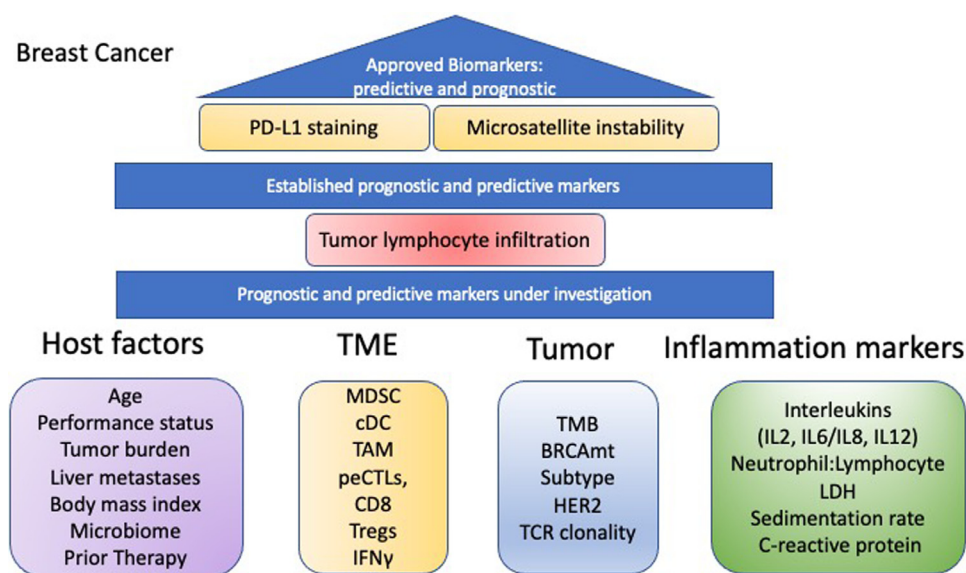 Breast Cancer
Approved Biomarkers:
predictive and prognostic
PD-L1 staining
Microsatellite instability
Established prognostic and predictive markers
Tumor lymphocyte infiltration
Prognostic and predictive markers under investigation
Host factors
Age
Performance status
Tumor burden
Liver metastases
Body mass index
Microbiome
Prior Therapy
TME
MDSC
cDC
TAM
peCTLs,
CD8
Tregs
IFNγ
Tumor
TMB
BRCAmt
Subtype
HER2
TCR clonality
Inflammation markers
Interleukins
(IL2, IL6/IL8, IL12)
Neutrophil:Lymphocyte
LDH
Sedimentation rate
C-reactive protein